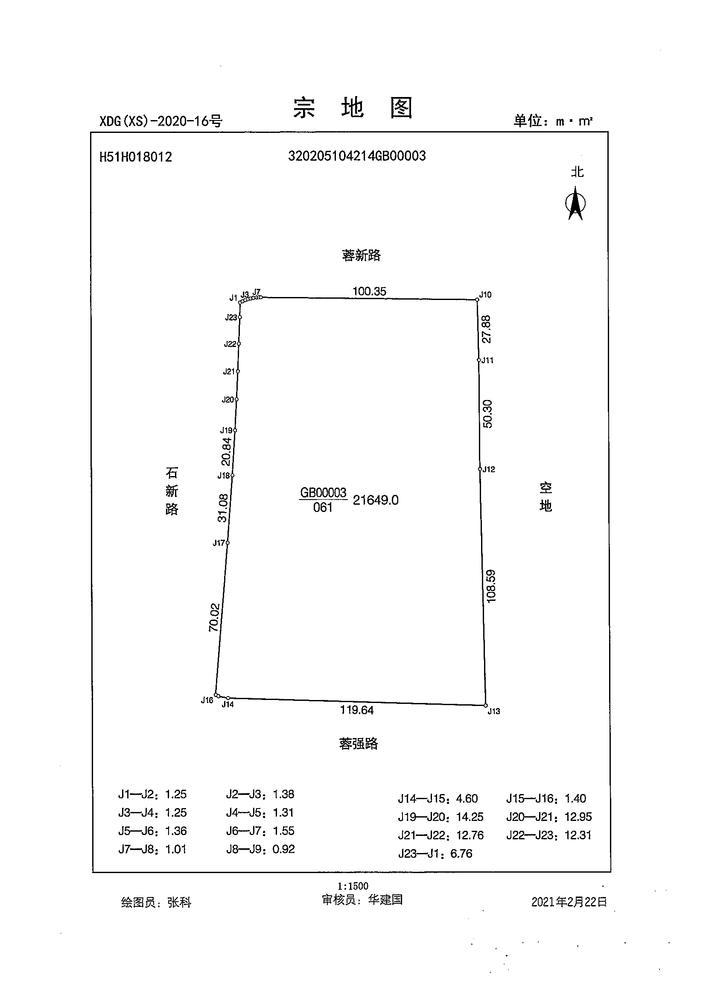 宗 地 图
XDG(XS)-2020-16号
单位：m·㎡
H51H018012
320205104214GB00003
北
蓉新路
J1
J3
J7
100.35
J10
J23
27.88
J22
J11
J21
J20
50.30
J19
20.84
J12
J18
石新路
空地
GB00003
061
21649.0
31.08
J17
108.59
70.02
J16
J14
119.64
J13
蓉强路
J1—J2：1.25 J2—J3：1.38
J3—J4：1.25 J4—J5：1.31
J5—J6：1.36 J6—J7：1.55
J7—J8：1.01 J8—J9：0.92
J14—J15：4.60 J15—J16：1.40
J19—J20：14.25 J20—J21：12.95
J21—J22：12.76 J22—J23：12.31
J23—J1：6.76
1:1500
绘图员：张科
审核员：华建国
2021年2月22日